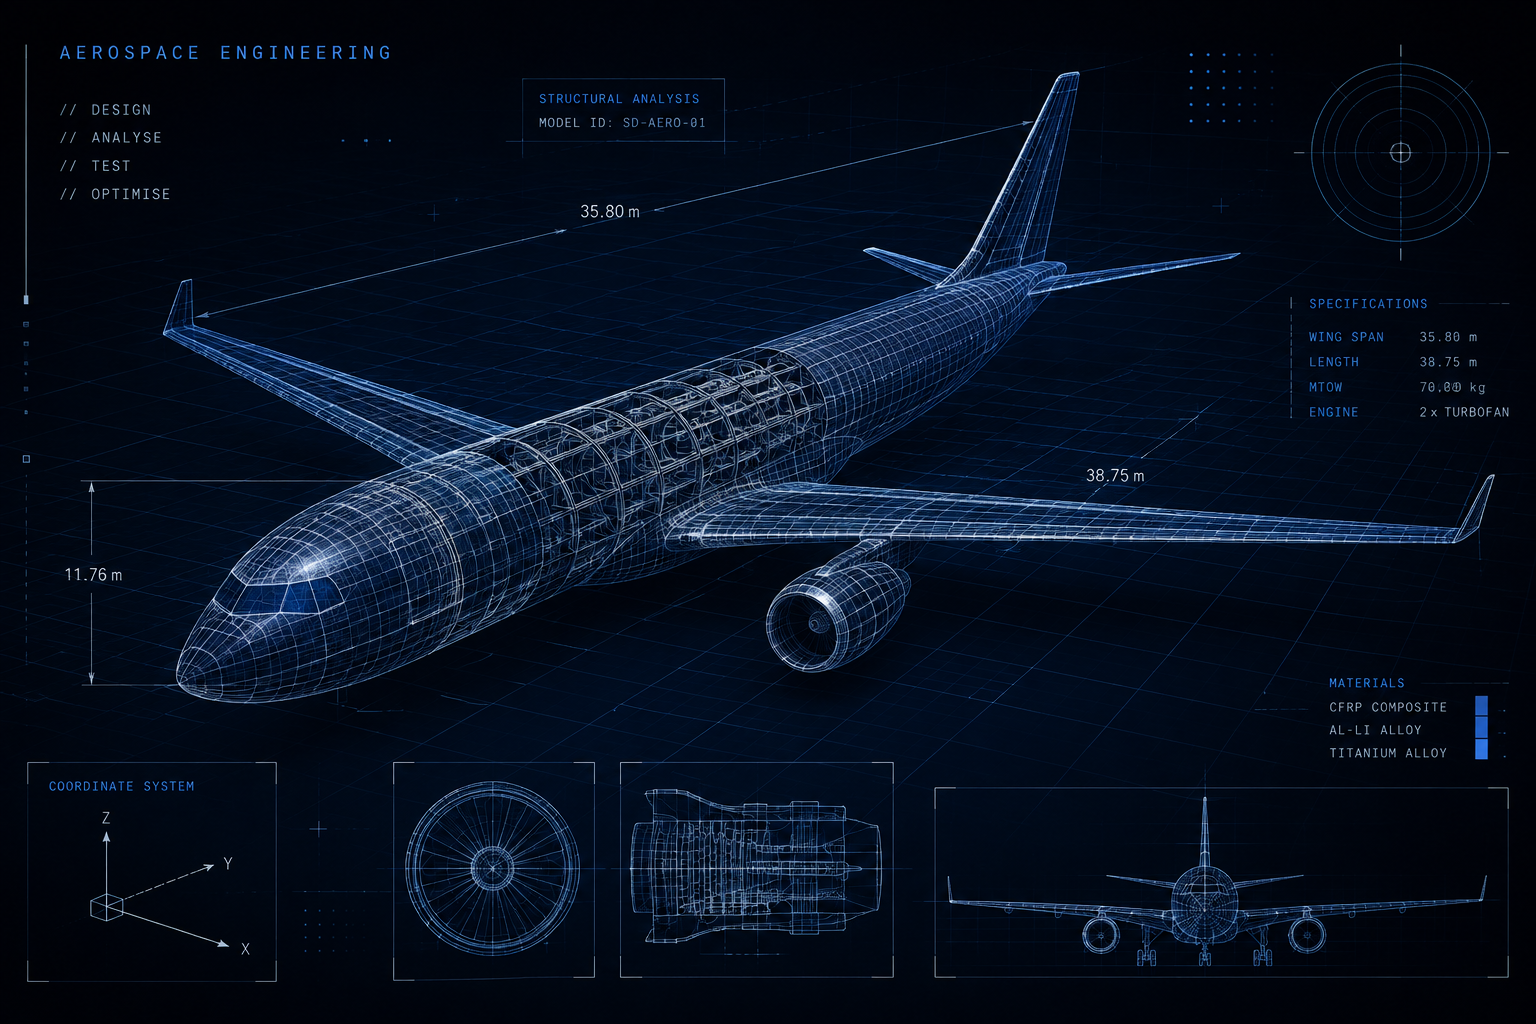 AEROSPACE ENGINEERING
// DESIGN
// ANALYSE
// TEST
// OPTIMISE
STRUCTURAL ANALYSIS
MODEL ID: SD-AERO-01
35.80 m
SPECIFICATIONS
WING SPAN 35.80 m
LENGTH 38.75 m
MTOW kg
ENGINE 2 x TURBOFAN
38.75 m
11.76 m
MATERIALS
CFRP COMPOSITE
AL-LI ALLOY
TITANIUM ALLOY
COORDINATE SYSTEM
Z
Y
X